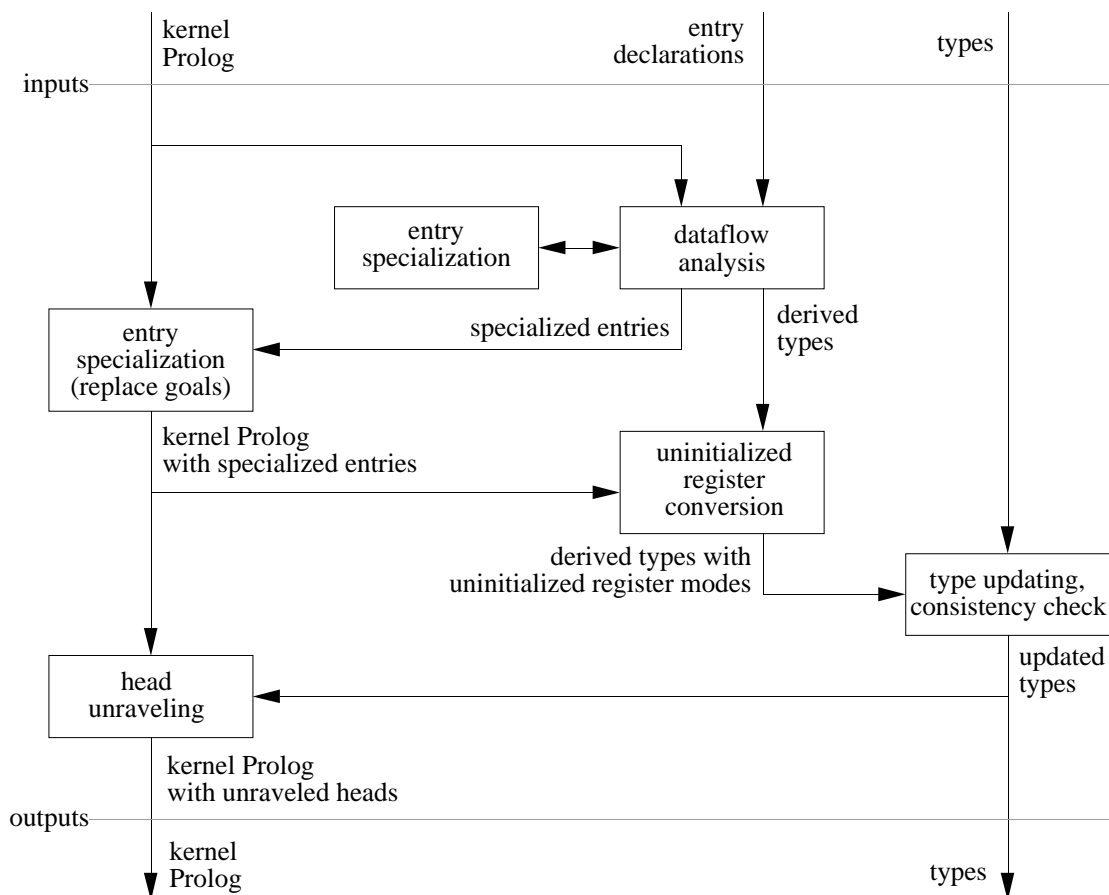 kernel
Prolog
entry
declarations
types
inputs
entry
specialization
dataflow
analysis
specialized entries
derived
types
entry
specialization
(replace goals)
kernel Prolog
with specialized entries
uninitialized
register
conversion
derived types with
uninitialized register modes
type updating,
consistency check
updated
types
head
unraveling
kernel Prolog
with unraveled heads
outputs
kernel
Prolog
types